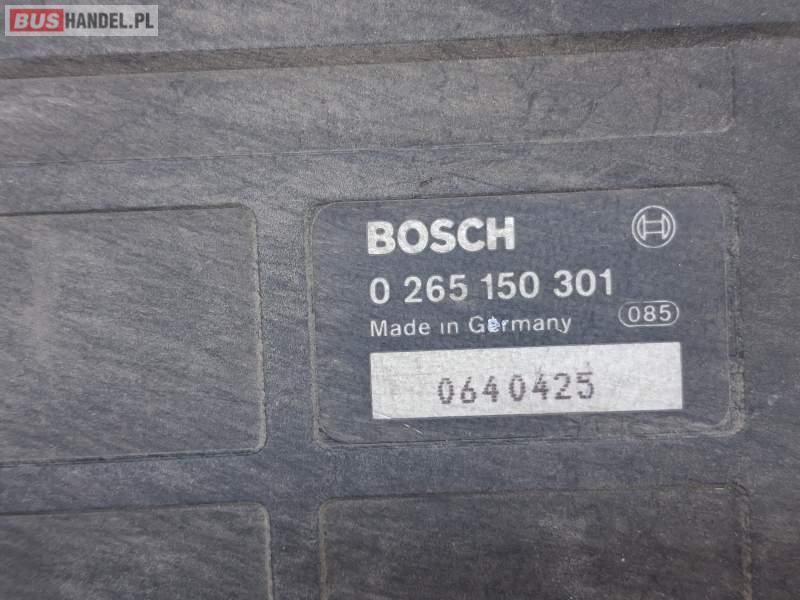 BUSHANDEL.PL
BOSCH
0 265 150 301
Made in Germany 085
0640425